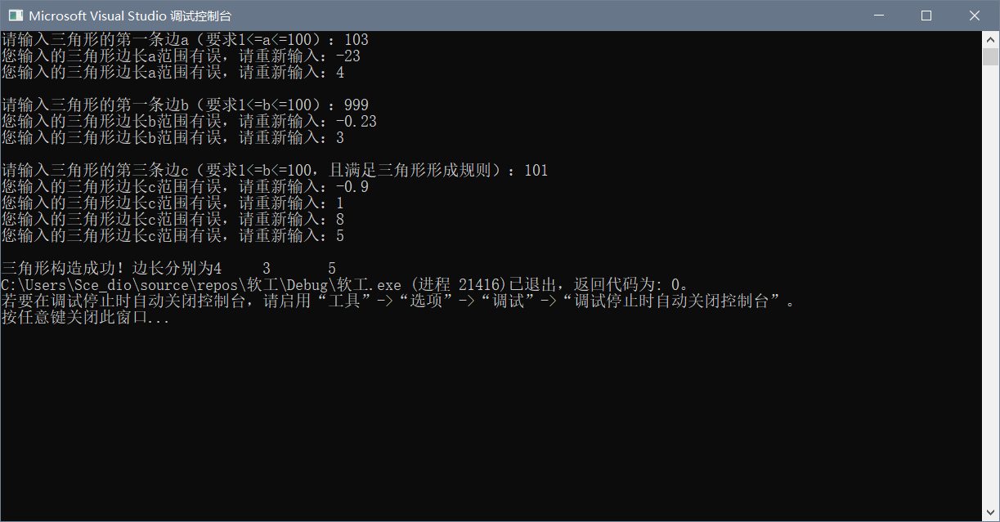 Microsoft Visual Studio 调试控制台
请输入三角形的第一条边a（要求1<=a<=100）：103
您输入的三角形边长a范围有误，请重新输入：-23
您输入的三角形边长a范围有误，请重新输入：4
请输入三角形的第一条边b（要求1<=b<=100）：999
您输入的三角形边长b范围有误，请重新输入：-0.23
您输入的三角形边长b范围有误，请重新输入：3
请输入三角形的第三条边c（要求1<=b<=100，且满足三角形形成规则）：101
您输入的三角形边长c范围有误，请重新输入：-0.9
您输入的三角形边长c范围有误，请重新输入：1
您输入的三角形边长c范围有误，请重新输入：8
您输入的三角形边长c范围有误，请重新输入：5
三角形构造成功！边长分别为4     3       5
C:\Users\Sce_dio\source\repos\软工\Debug\软工.exe (进程 21416)已退出，返回代码为: 0。
若要在调试停止时自动关闭控制台，请启用“工具”->“选项”->“调试”->“调试停止时自动关闭控制台”。
按任意键关闭此窗口...